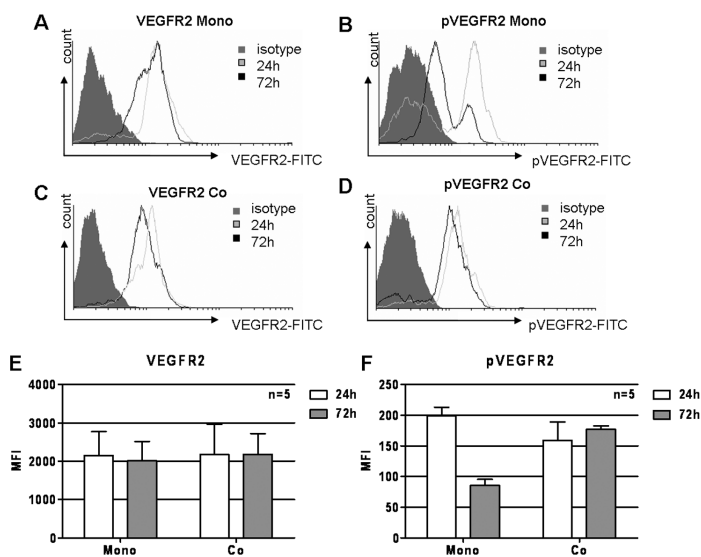 A
VEGFR2 Mono
count
isotype
24h
72h
VEGFR2-FITC
B
pVEGFR2 Mono
count
isotype
24h
72h
pVEGFR2-FITC
C
VEGFR2 Co
count
isotype
24h
72h
VEGFR2-FITC
D
pVEGFR2 Co
count
isotype
24h
72h
pVEGFR2-FITC
E
VEGFR2
n=5
24h
72h
MFI
4000
3000
2000
1000
0
Mono
Co
F
pVEGFR2
n=5
24h
72h
MFI
250
200
150
100
50
0
Mono
Co